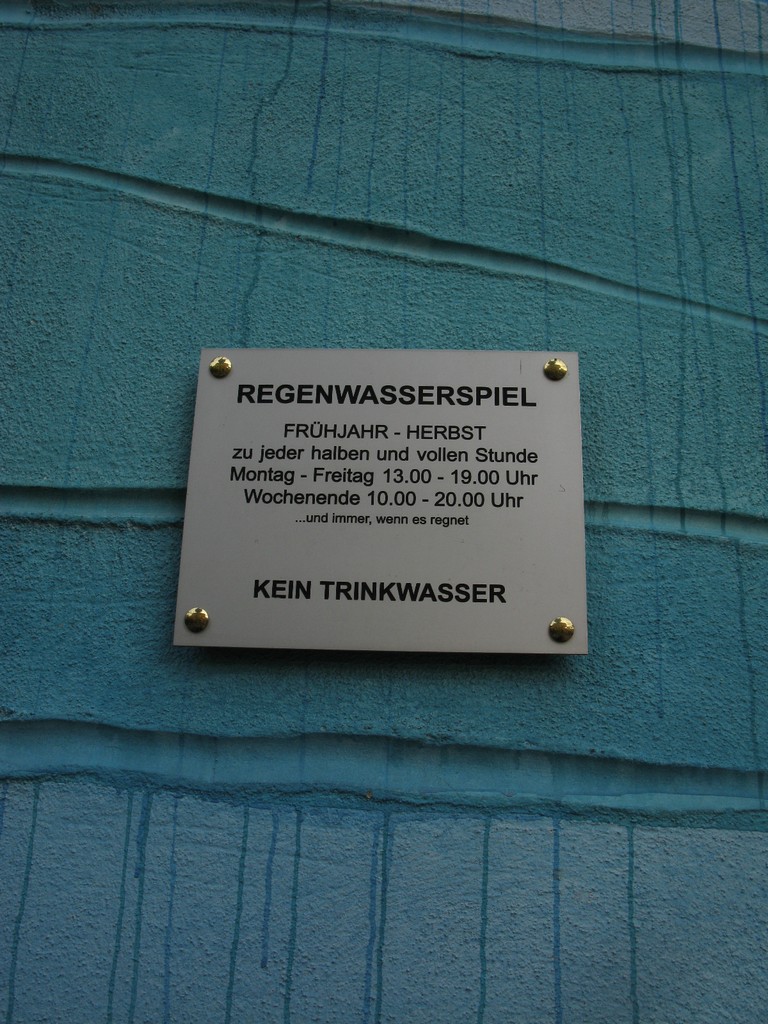 REGENWASSERSPIEL
FRÜHJAHR - HERBST
zu jeder halben und vollen Stunde
Montag - Freitag 13.00 - 19.00 Uhr
Wochenende 10.00 - 20.00 Uhr
...und immer, wenn es regnet
KEIN TRINKWASSER